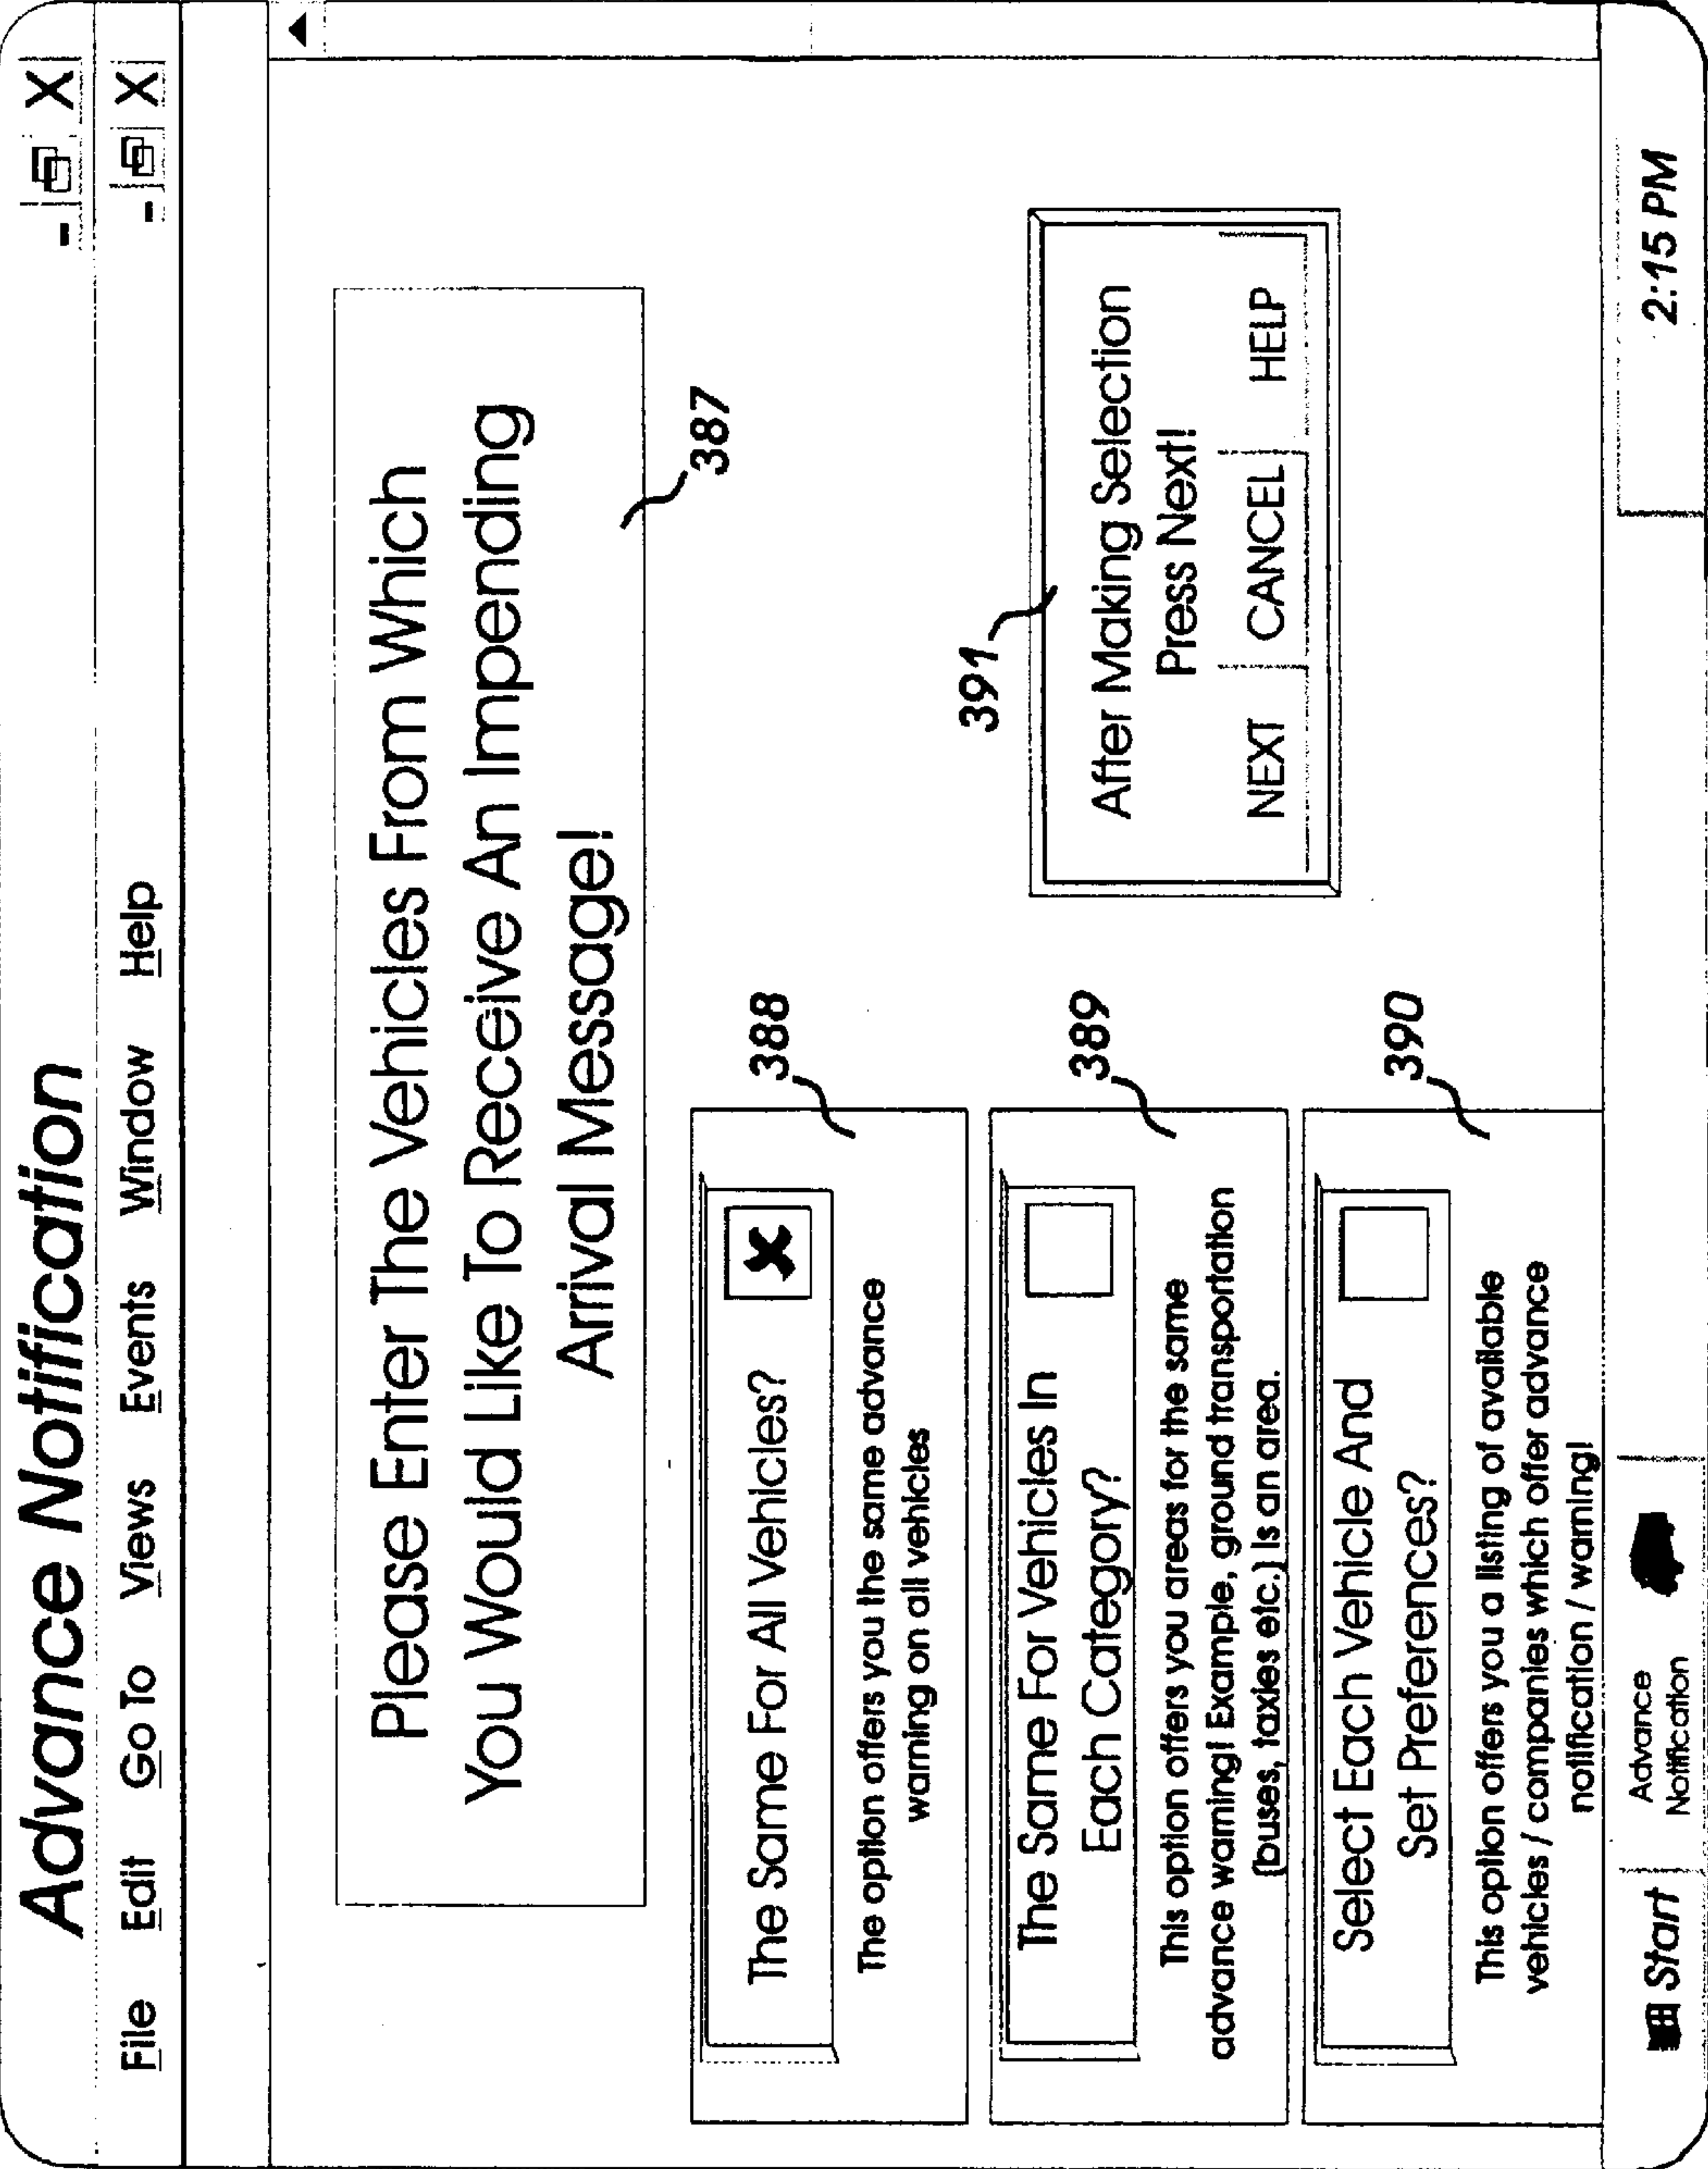 Advance Notification
File Edit Go To Views Events Window Help
Please Enter The Vehicles From Which
You Would Like To Receive An Impending
Arrival Message!
387
388
The Same For All Vehicles?
The option offers you the same advance
warning on all vehicles
389
The Same For Vehicles In
Each Category?
This option offers you areas for the same
advance warning! Example, ground transportation
(buses, taxies etc.) is an area.
390
Select Each Vehicle And
Set Preferences?
This option offers you a listing of available
vehicles / companies which offer advance
notification / warning!
391
After Making Selection
Press Next!
NEXT CANCEL HELP
Start
Advance
Notification
2:15 PM